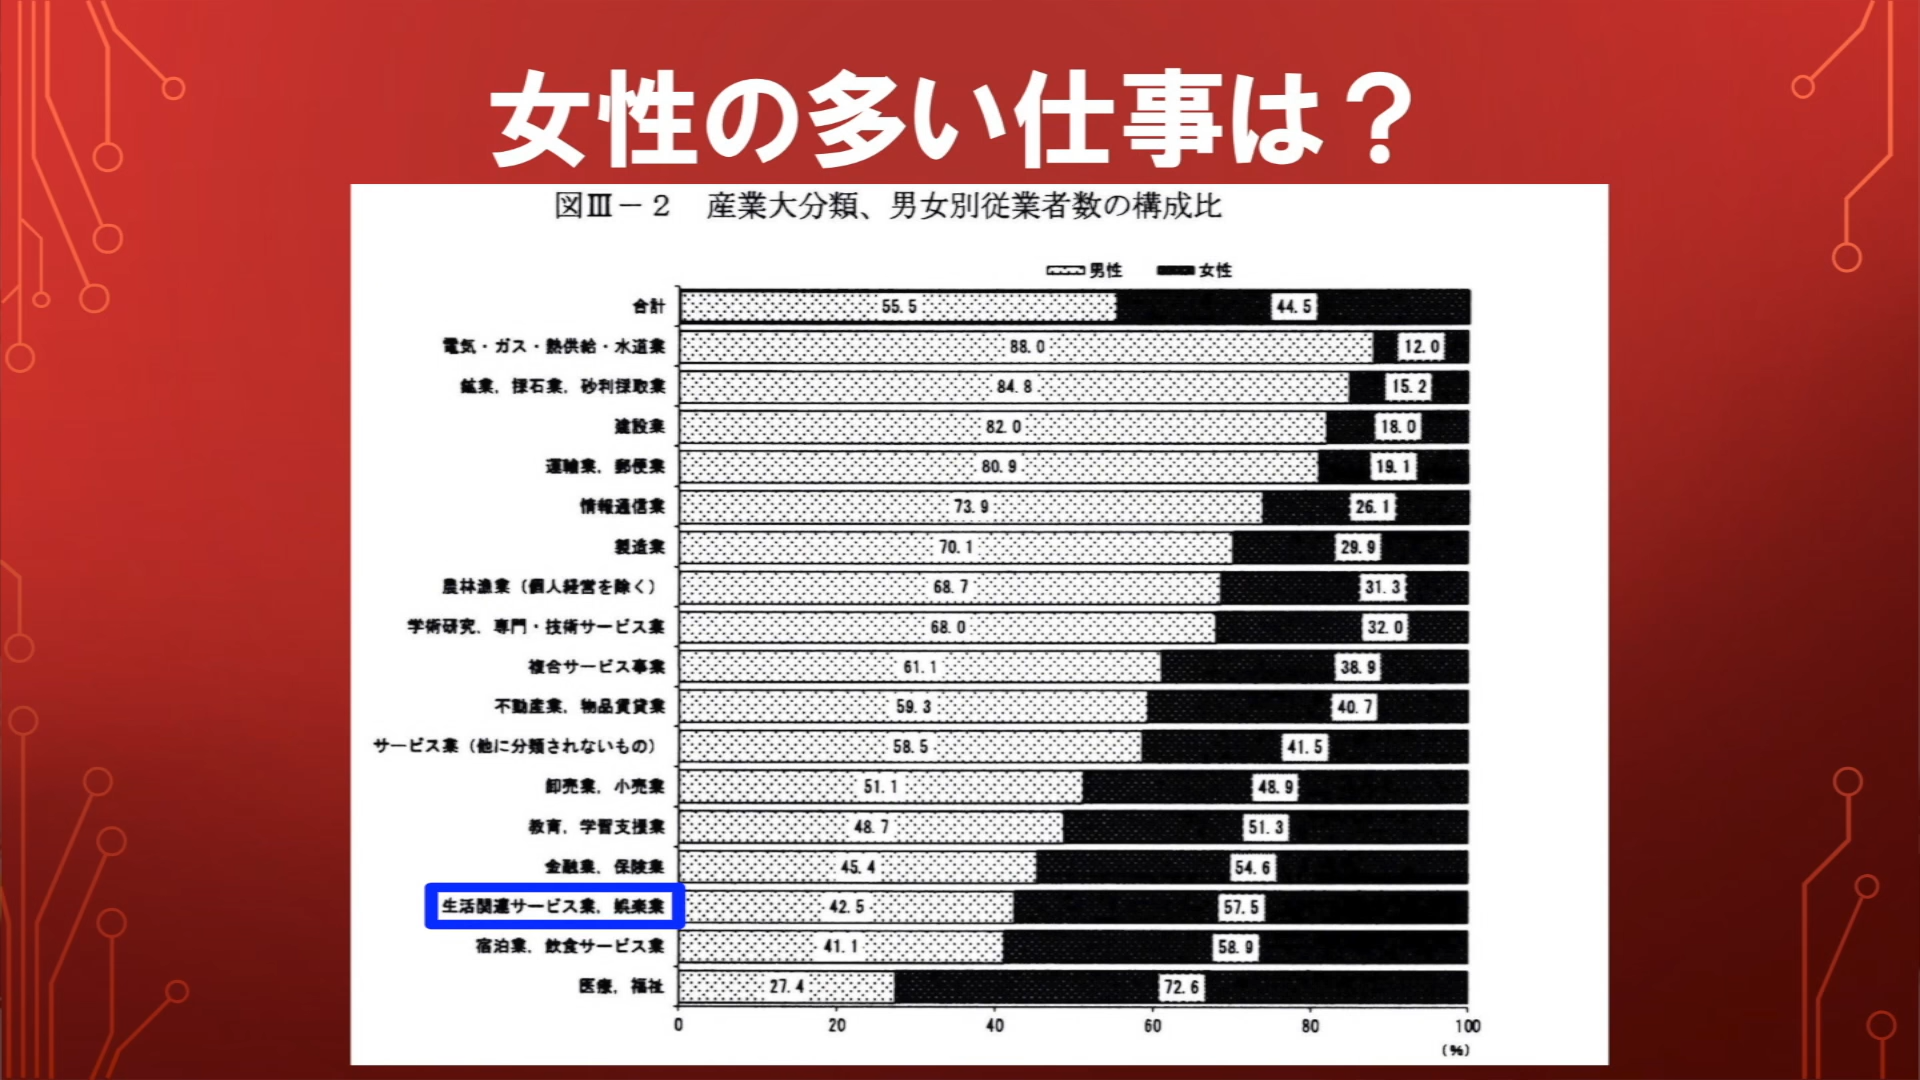 女性の多い仕事は？
図Ⅲ－２　産業大分類、男女別従業者数の構成比
男性　女性
合計 55.5 44.5
電気・ガス・熱供給・水道業 88.0 12.0
鉱業，採石業，砂利採取業 84.8 15.2
建設業 82.0 18.0
運輸業，郵便業 80.9 19.1
情報通信業 73.9 26.1
製造業 70.1 29.9
農林漁業（個人経営を除く） 68.7 31.3
学術研究，専門・技術サービス業 68.0 32.0
複合サービス事業 61.1 38.9
不動産業，物品賃貸業 59.3 40.7
サービス業（他に分類されないもの） 58.5 41.5
卸売業，小売業 51.1 48.9
教育，学習支援業 48.7 51.3
金融業，保険業 45.4 54.6
生活関連サービス業，娯楽業 42.5 57.5
宿泊業，飲食サービス業 41.1 58.9
医療，福祉 27.4 72.6
0 20 40 60 80 100
（％）